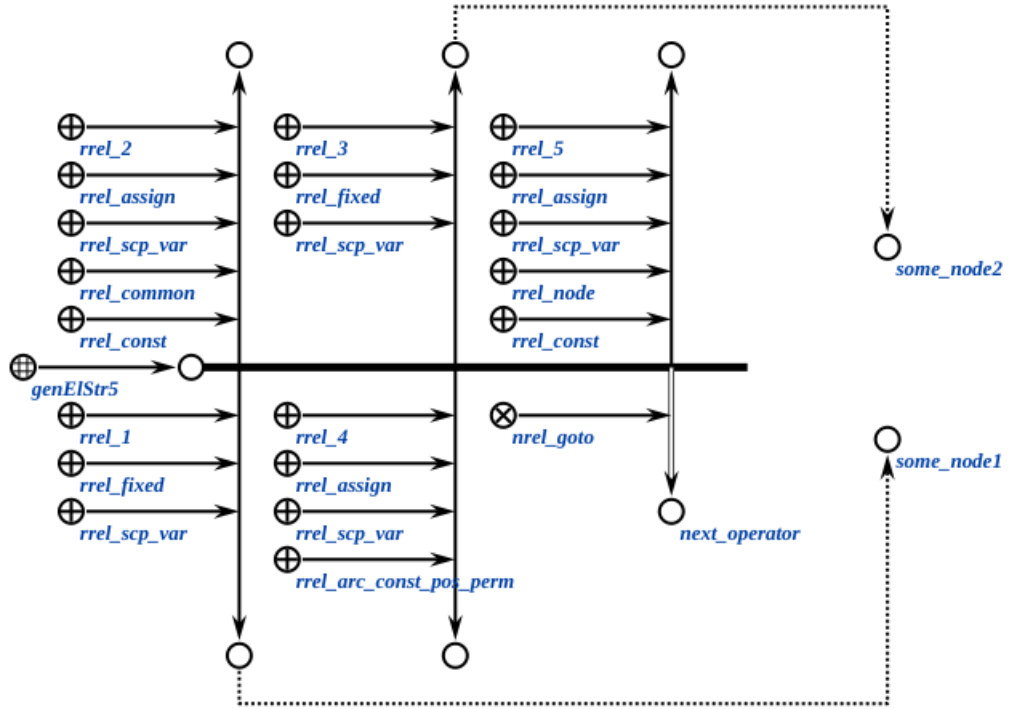 rrel_2
rrel_3
rrel_5
rrel_assign
rrel_fixed
rrel_assign
rrel_scp_var
rrel_scp_var
rrel_scp_var
some_node2
rrel_common
rrel_node
rrel_const
rrel_const
genElStr5
rrel_1
rrel_4
nrel_goto
some_node1
rrel_fixed
rrel_assign
rrel_scp_var
rrel_scp_var
next_operator
rrel_arc_const_pos_perm